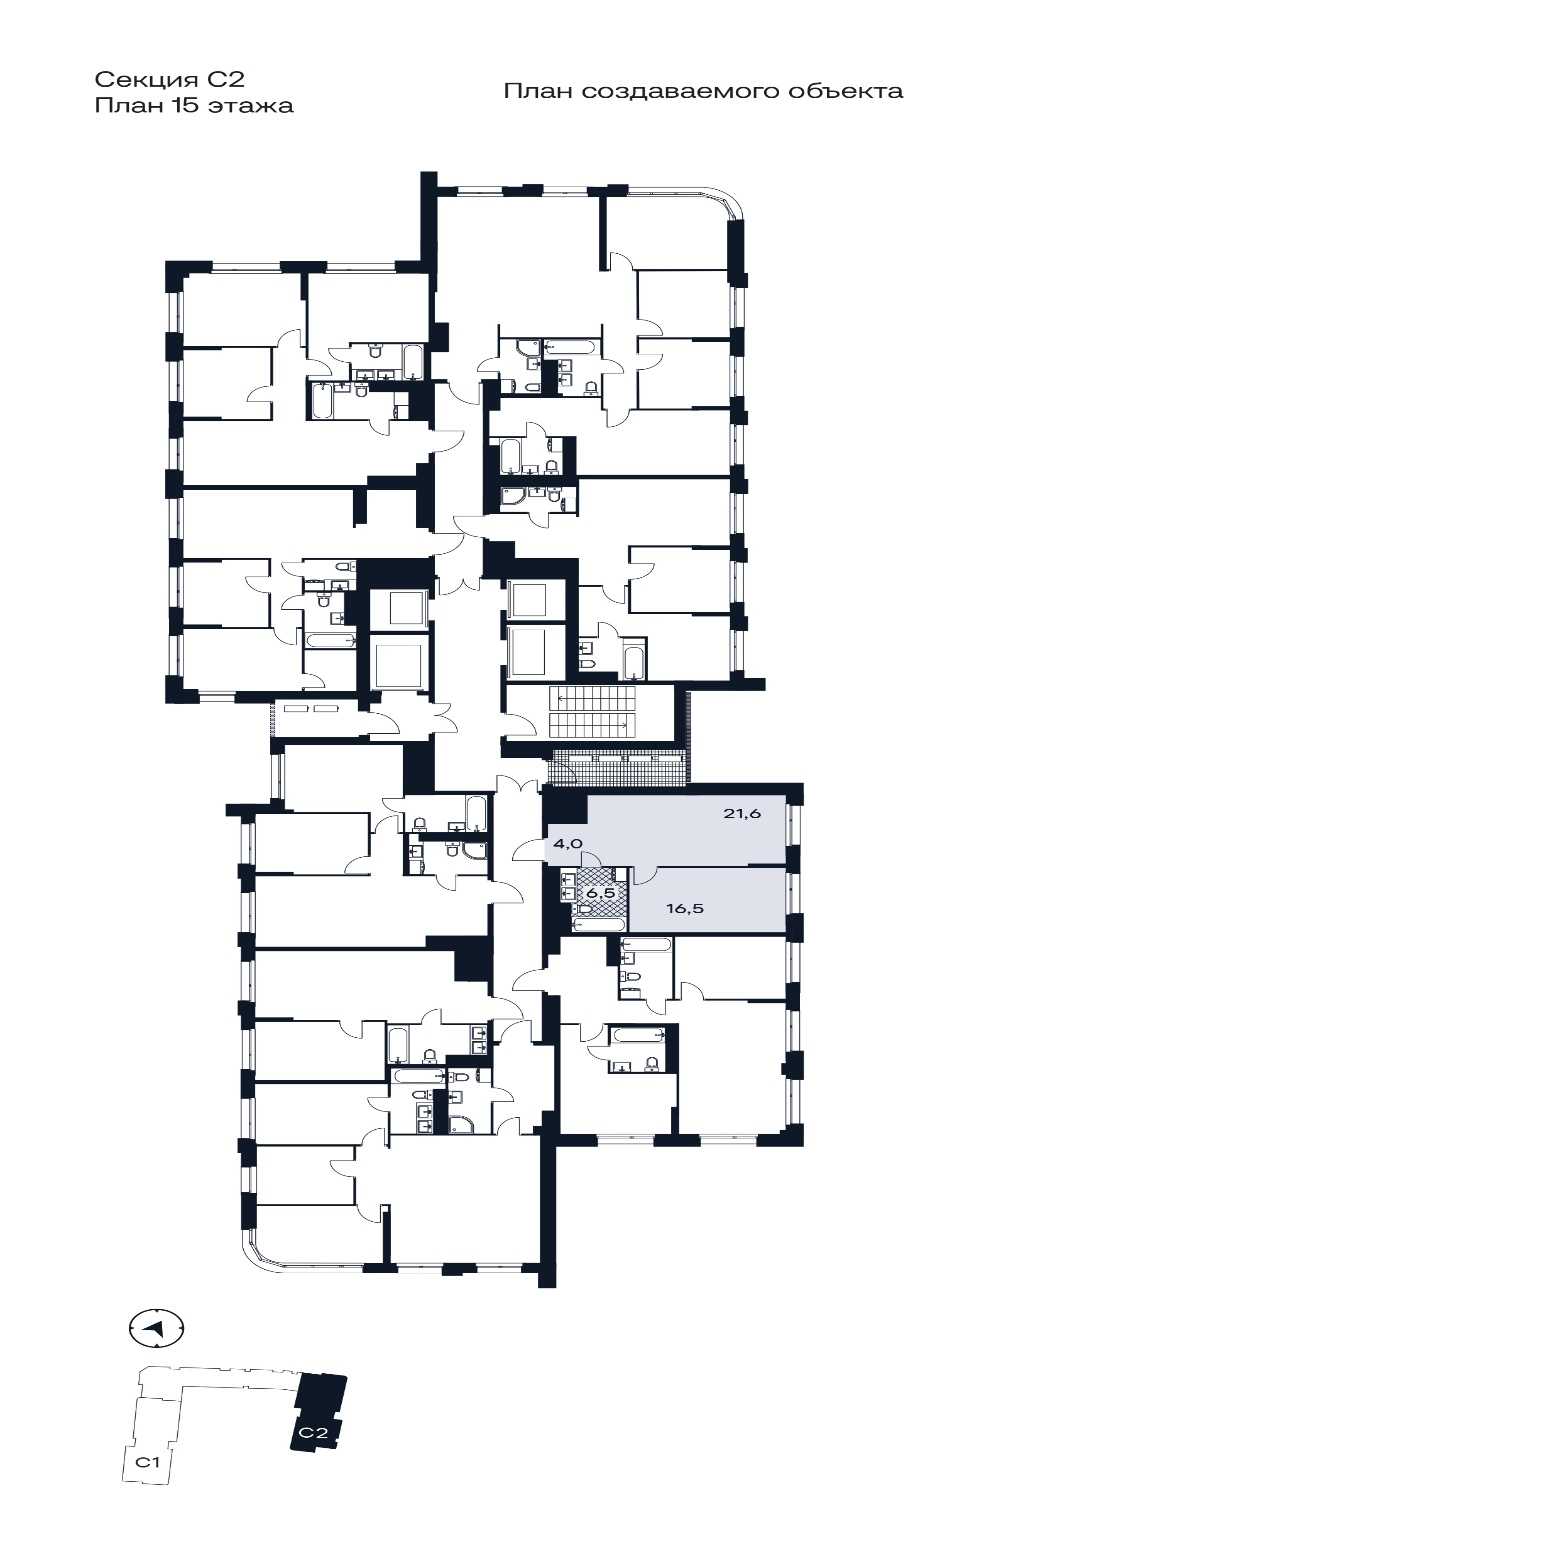 Секция С2
План 15 этажа
План создаваемого объекта
21,6
4,0
6,5
16,5
С2
С1